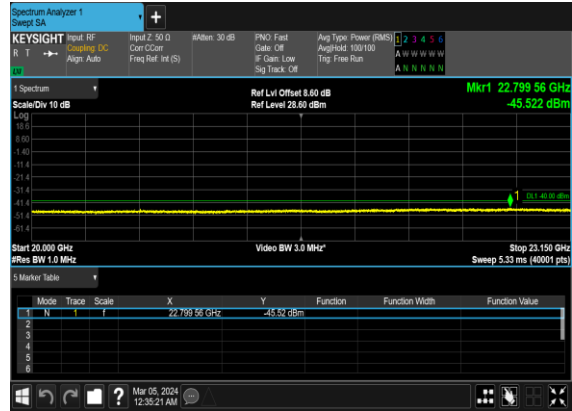 Spectrum Analyzer 1
Swept SA
+
KEYSIGHT Input: RF Input Z: 50 Ω #Atten: 30 dB PNO: Fast Avg Type: Power (RMS) 1 2 3 4 5 6
R T Coupling: DC Corr CCorr Gate: Off Avg|Hold: 100/100 A W W W W W
Align: Auto Freq Ref: Int (S) IF Gain: Low Trig: Free Run
Sig Track: Off A N N N N N
1 Spectrum Ref Lvl Offset 8.60 dB Mkr1 22.799 56 GHz
Scale/Div 10 dB Ref Level 28.60 dBm -45.522 dBm
Log
18.6
8.60
-1.40
-11.4
-21.4
-31.4
1 DL1 -40.00 dBm
-41.4
-51.4
-61.4
Start 20.000 GHz Video BW 3.0 MHz* Stop 23.150 GHz
#Res BW 1.0 MHz Sweep 5.33 ms (40001 pts)
5 Marker Table
Mode Trace Scale X Y Function Function Width Function Value
1 N 1 f 22.799 56 GHz -45.52 dBm
2
3
4
5
6
? Mar 05, 2024
12:35:21 AM